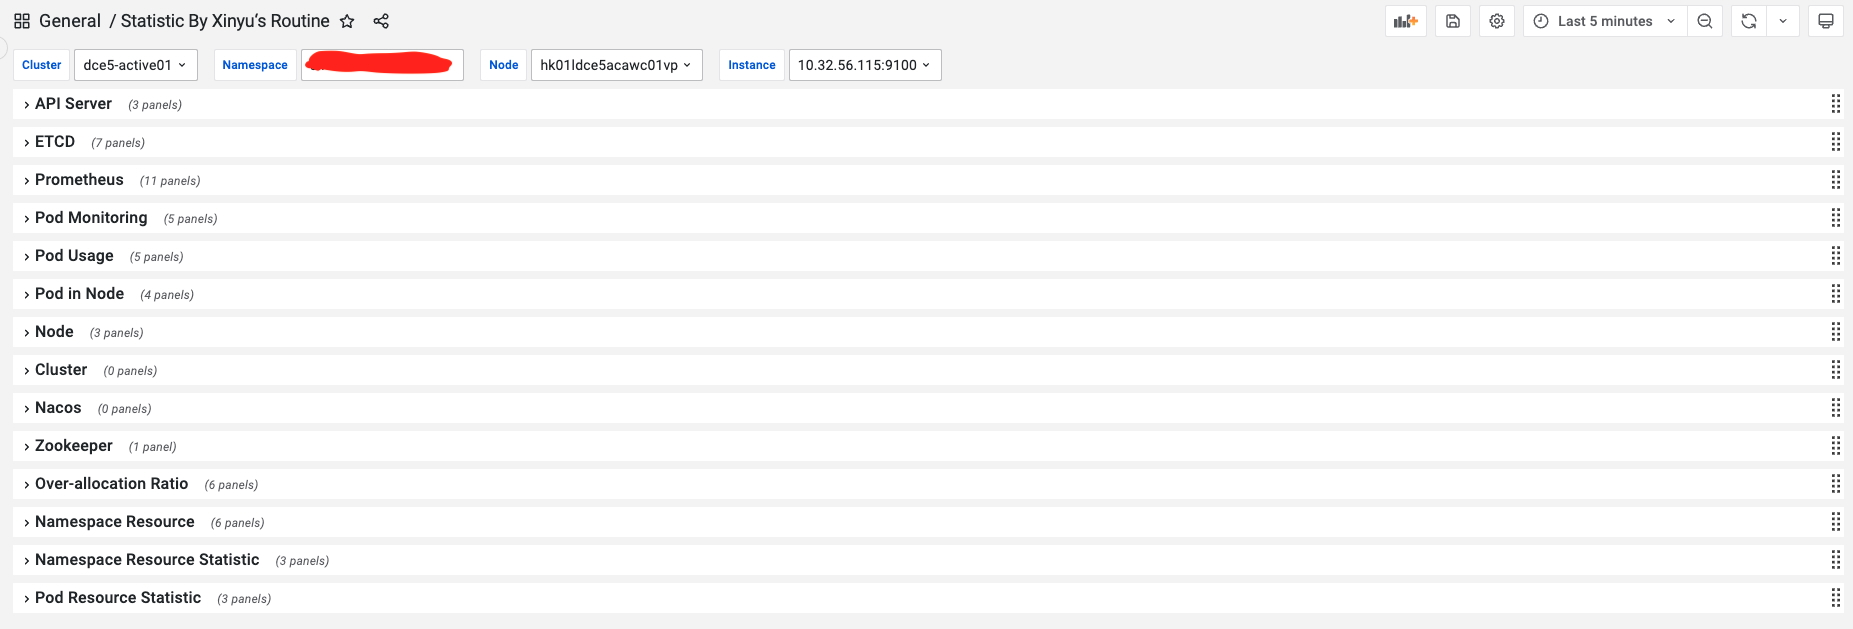 General / Statistic By Xinyu‘s Routine
Last 5 minutes
Cluster dce5-active01 Namespace Node hk01ldce5acawc01vp Instance 10.32.56.115:9100
API Server (3 panels)
ETCD (7 panels)
Prometheus (11 panels)
Pod Monitoring (5 panels)
Pod Usage (5 panels)
Pod in Node (4 panels)
Node (3 panels)
Cluster (0 panels)
Nacos (0 panels)
Zookeeper (1 panel)
Over-allocation Ratio (6 panels)
Namespace Resource (6 panels)
Namespace Resource Statistic (3 panels)
Pod Resource Statistic (3 panels)